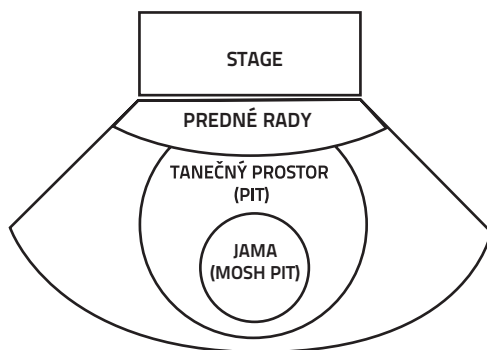 STAGE
PREDNÉ RADY
TANEČNÝ PROSTOR
(PIT)
JAMA
(MOSH PIT)